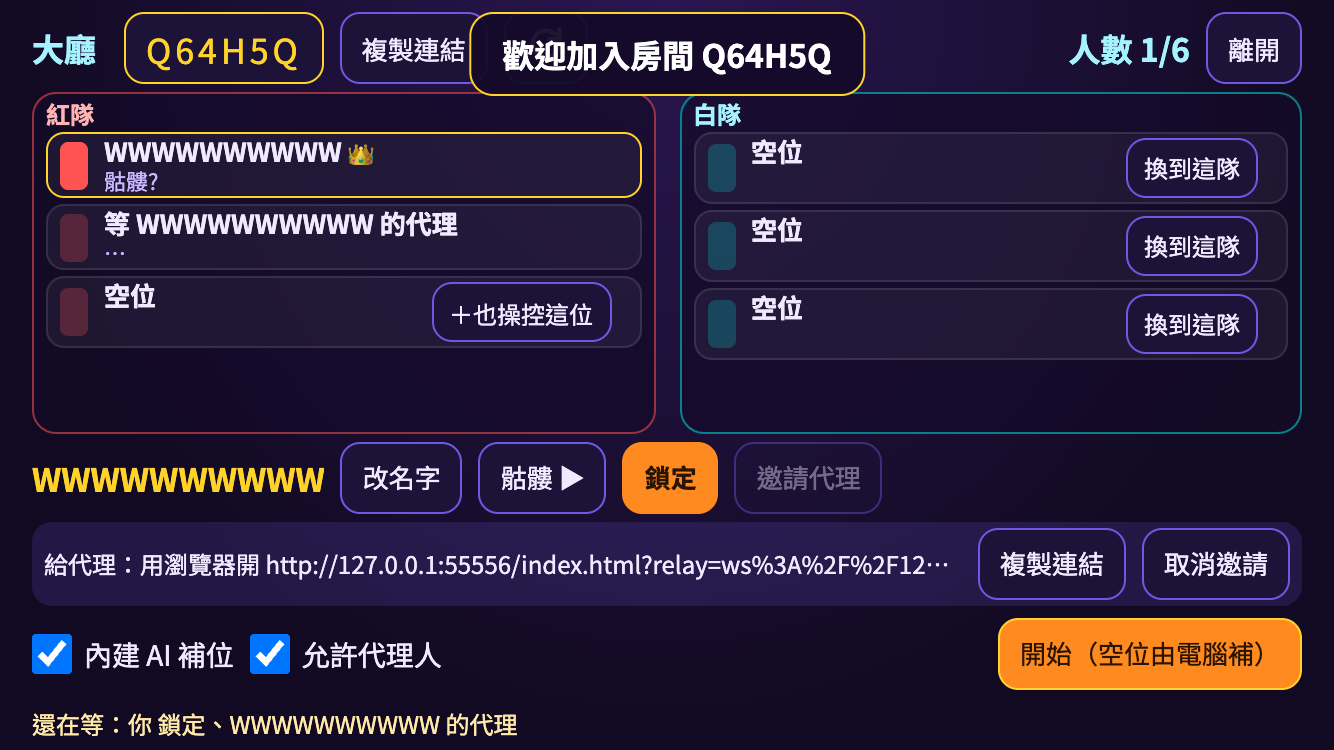 大廳
Q64H5Q
複製連結
歡迎加入房間 Q64H5Q
人數 1/6
離開
紅隊
WWWWWWWWWW
骷髏?
等 WWWWWWWWWW 的代理
…
空位
＋也操控這位
白隊
空位
換到這隊
空位
換到這隊
空位
換到這隊
WWWWWWWWWW
改名字
骷髏 ▶
鎖定
邀請代理
給代理：用瀏覽器開 http://127.0.0.1:55556/index.html?relay=ws%3A%2F%2F12…
複製連結
取消邀請
內建 AI 補位
允許代理人
開始（空位由電腦補）
還在等：你 鎖定、WWWWWWWWWW 的代理